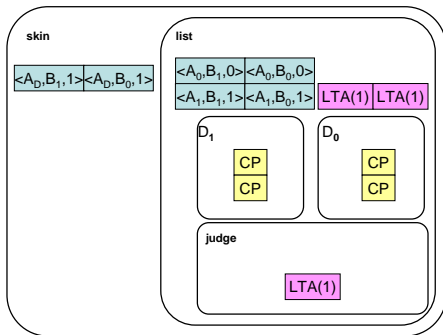 skin
list
<A_D,B_1,1> <A_D,B_0,1>
<A_0,B_1,0> <A_0,B_0,0>
<A_1,B_1,1> <A_1,B_0,1> LTA(1) LTA(1)
D_1 D_0
CP CP
CP CP
judge
LTA(1)